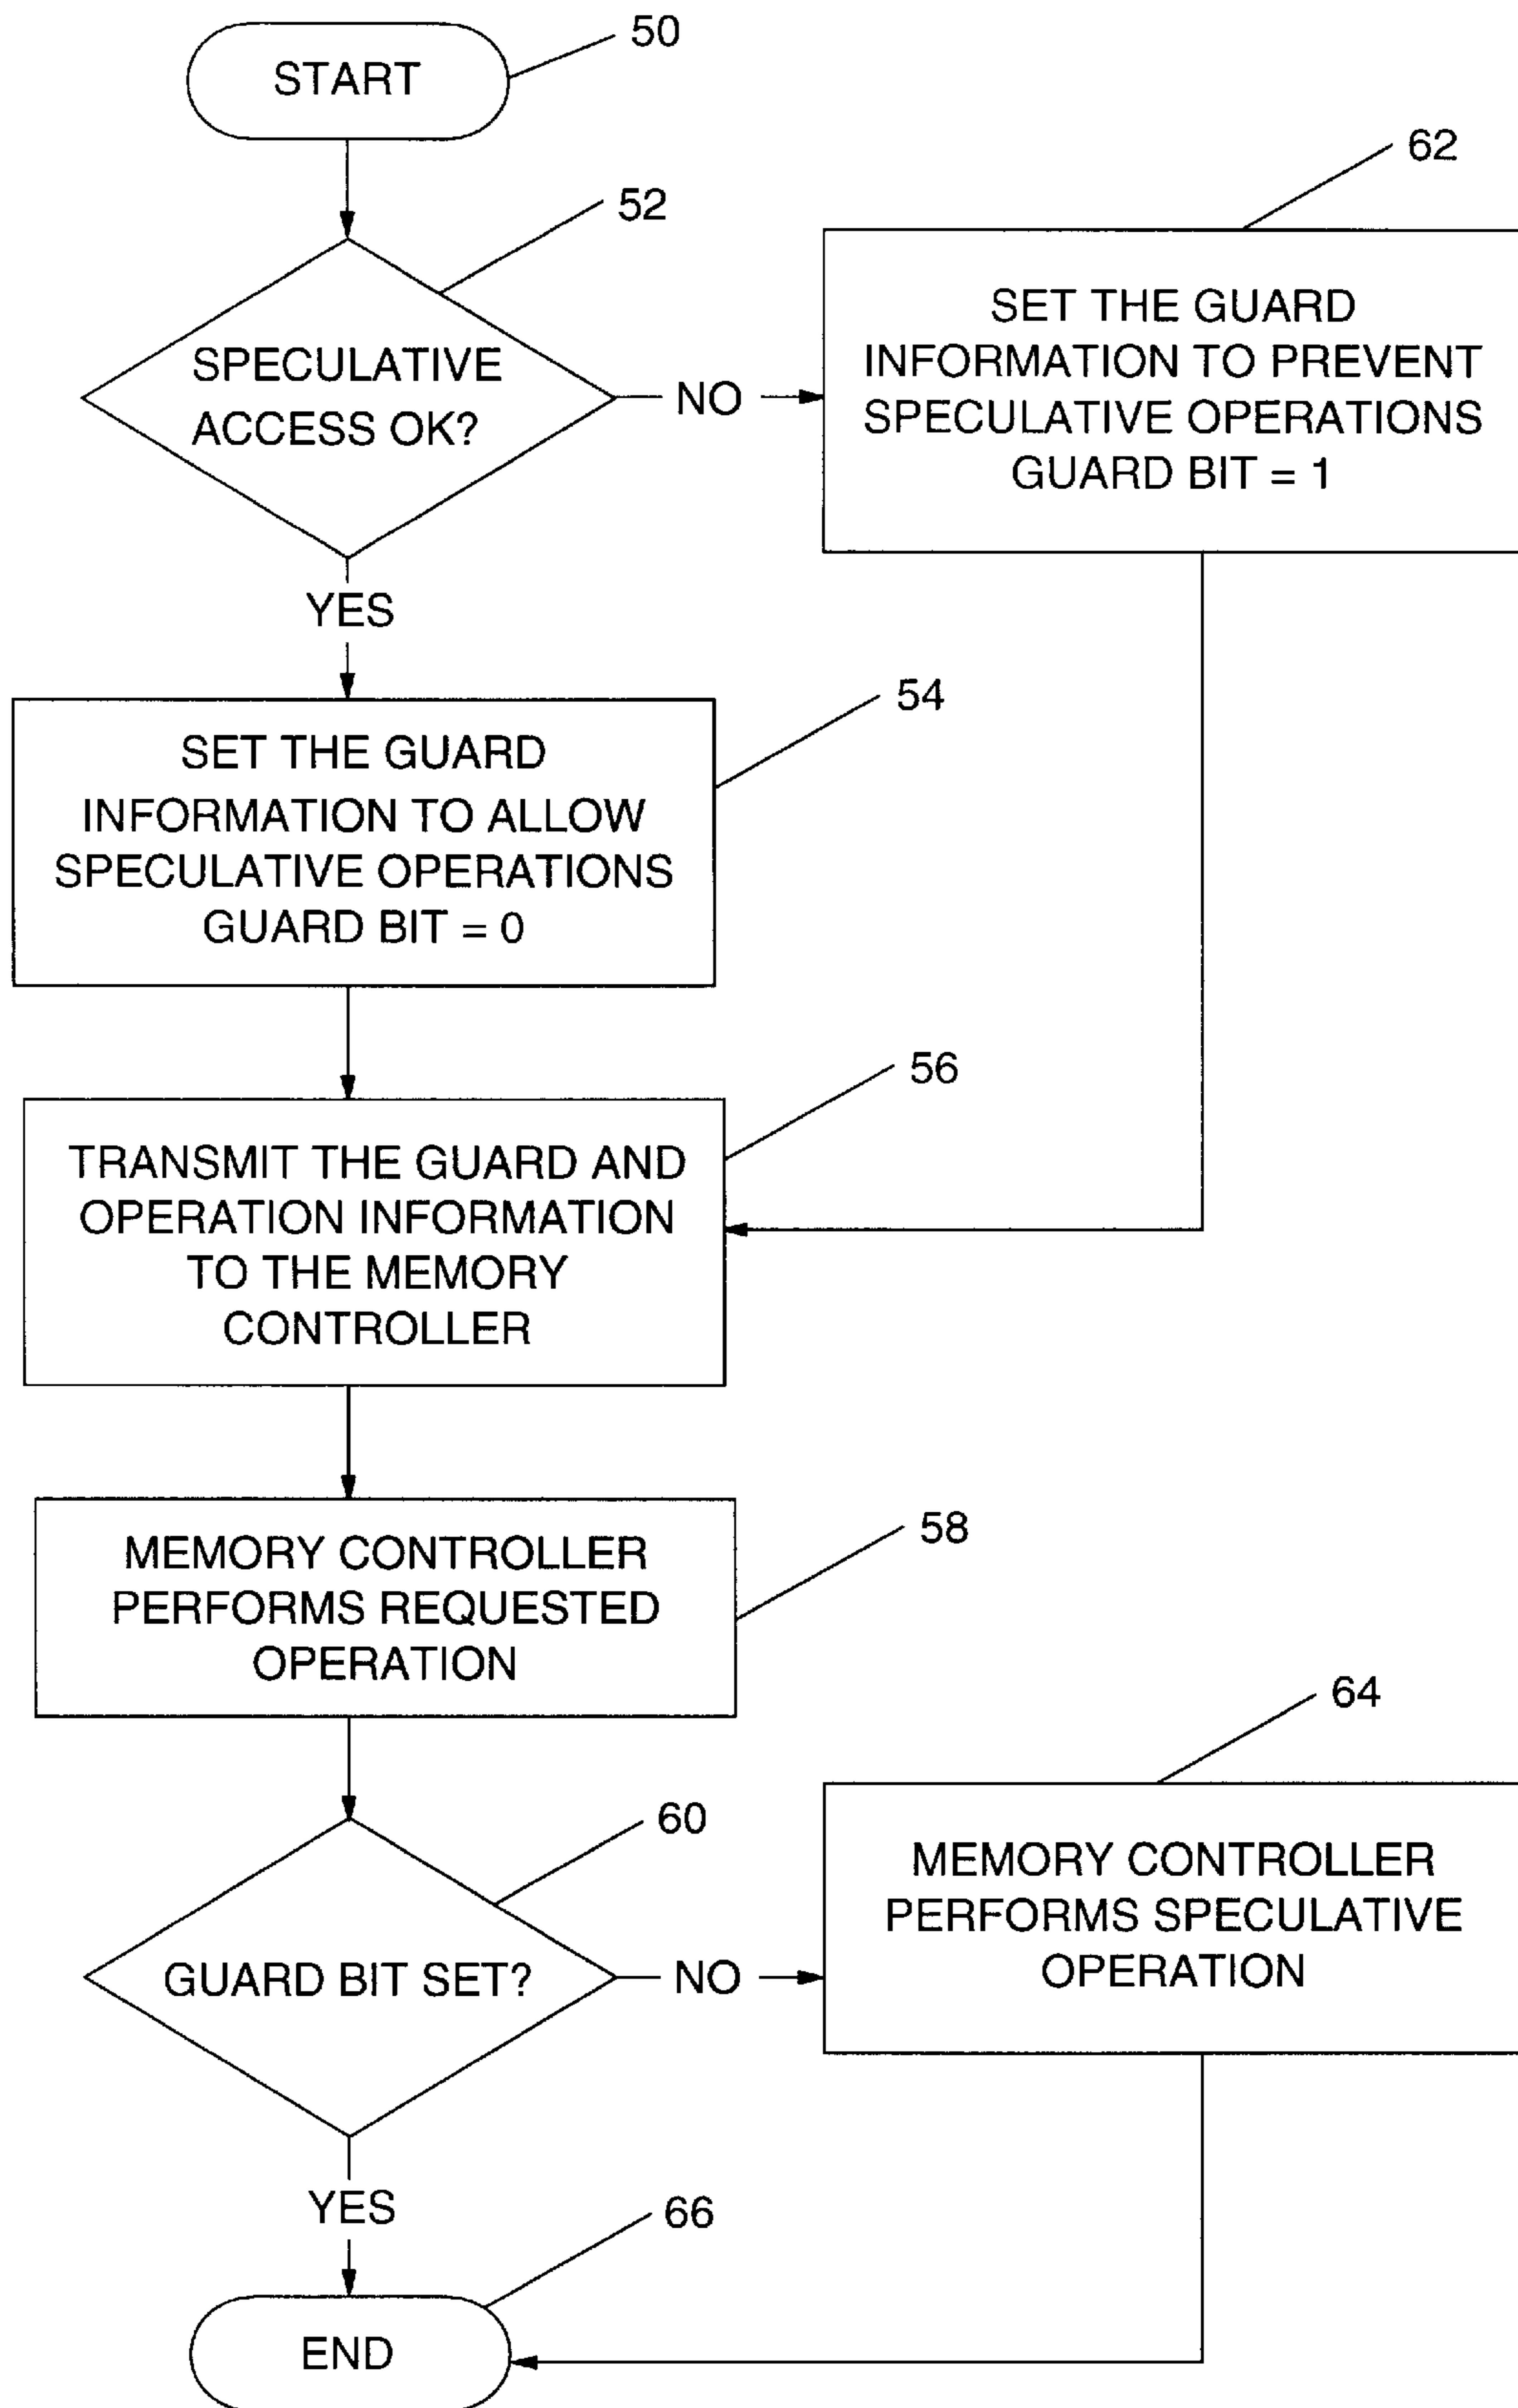 50
START
62
52
SET THE GUARD
INFORMATION TO PREVENT
SPECULATIVE OPERATIONS
GUARD BIT = 1
SPECULATIVE
ACCESS OK?
NO
YES
54
SET THE GUARD
INFORMATION TO ALLOW
SPECULATIVE OPERATIONS
GUARD BIT = 0
56
TRANSMIT THE GUARD AND
OPERATION INFORMATION
TO THE MEMORY
CONTROLLER
58
MEMORY CONTROLLER
PERFORMS REQUESTED
OPERATION
64
60
MEMORY CONTROLLER
PERFORMS SPECULATIVE
OPERATION
GUARD BIT SET?
NO
YES
66
END